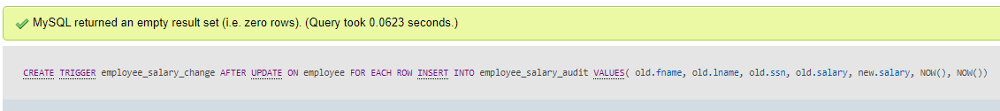 MySQL returned an empty result set (i.e. zero rows). (Query took 0.0623 seconds.)
CREATE TRIGGER employee_salary_change AFTER UPDATE ON employee FOR EACH ROW INSERT INTO employee_salary_audit VALUES( old.fname, old.lname, old.ssn, old.salary, new.salary, NOW(), NOW())